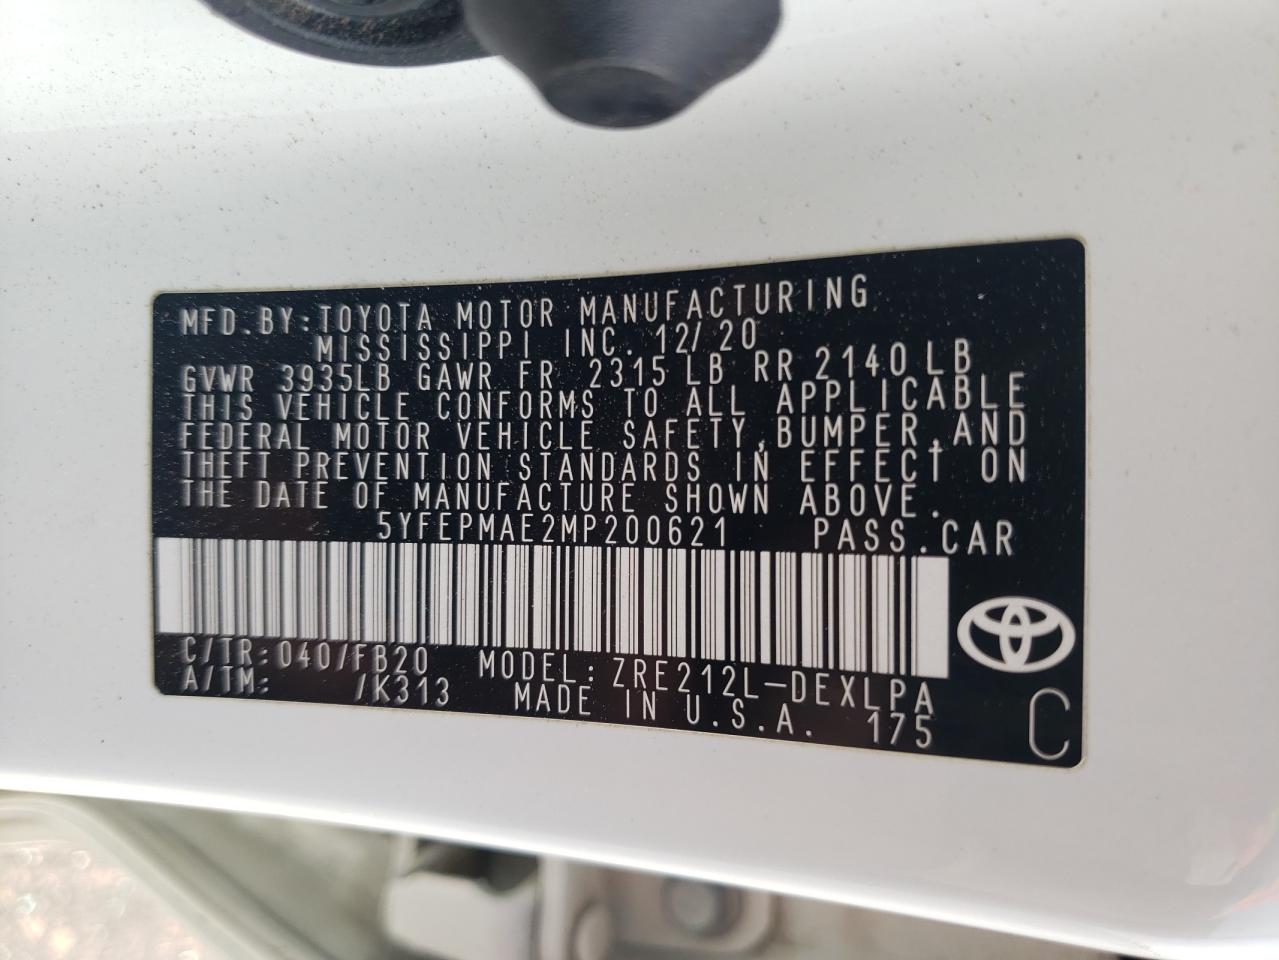 MFD.BY:TOYOTA MOTOR MANUFACTURING
MISSISSIPPI INC. 12/20
GVWR 3935LB GAWR FR 2315 LB RR 2140 LB
THIS VEHICLE CONFORMS TO ALL APPLICABLE
FEDERAL MOTOR VEHICLE SAFETY,BUMPER,AND
THEFT PREVENTION STANDARDS IN EFFECT ON
THE DATE OF MANUFACTURE SHOWN ABOVE.
5YFEPMAE2MP200621 PASS.CAR
C/TR:040/FB20 MODEL:ZRE212L-DEXLPA
A/TM: /K313 MADE IN U.S.A. 175 C